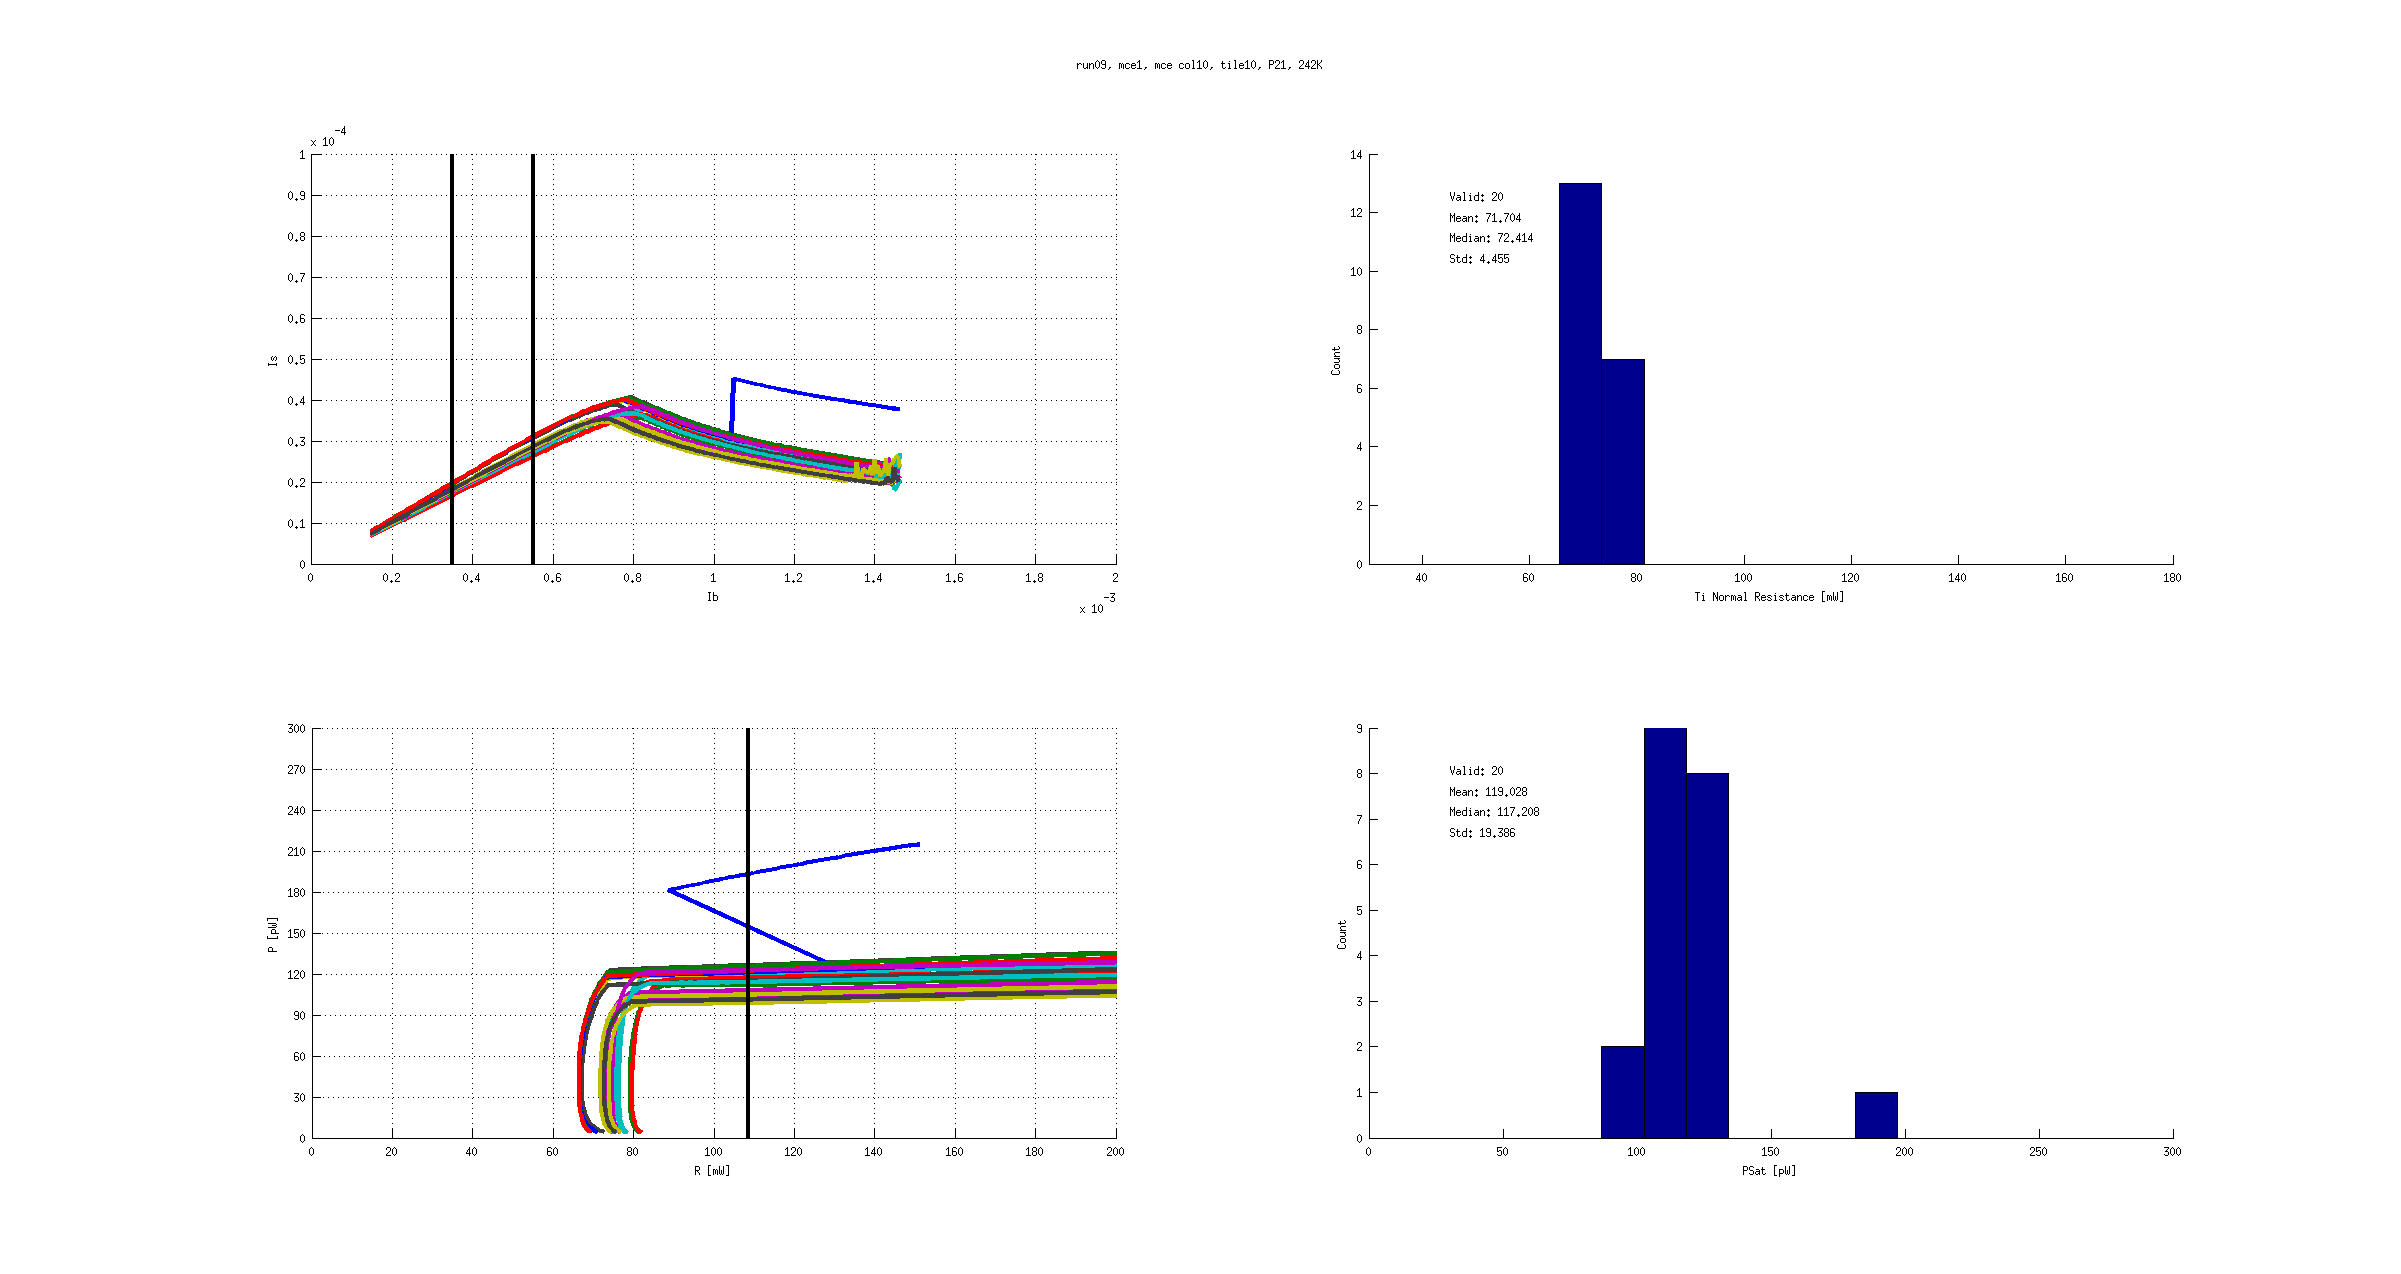 run09, mce1, mce col10, tile10, P21, 242K
x 10^-4
1
0.9
0.8
0.7
0.6
0.5
0.4
0.3
0.2
0.1
0
Is
0 0.2 0.4 0.6 0.8 1 1.2 1.4 1.6 1.8 2
Ib
x 10^-3
14
12
10
8
6
4
2
0
Count
Valid: 20
Mean: 71.704
Median: 72.414
Std: 4.455
40 60 80 100 120 140 160 180
Ti Normal Resistance [mW]
300
270
240
210
180
150
120
90
60
30
0
P [pW]
0 20 40 60 80 100 120 140 160 180 200
R [mW]
9
8
7
6
5
4
3
2
1
0
Count
Valid: 20
Mean: 119.028
Median: 117.208
Std: 19.386
0 50 100 150 200 250 300
PSat [pW]